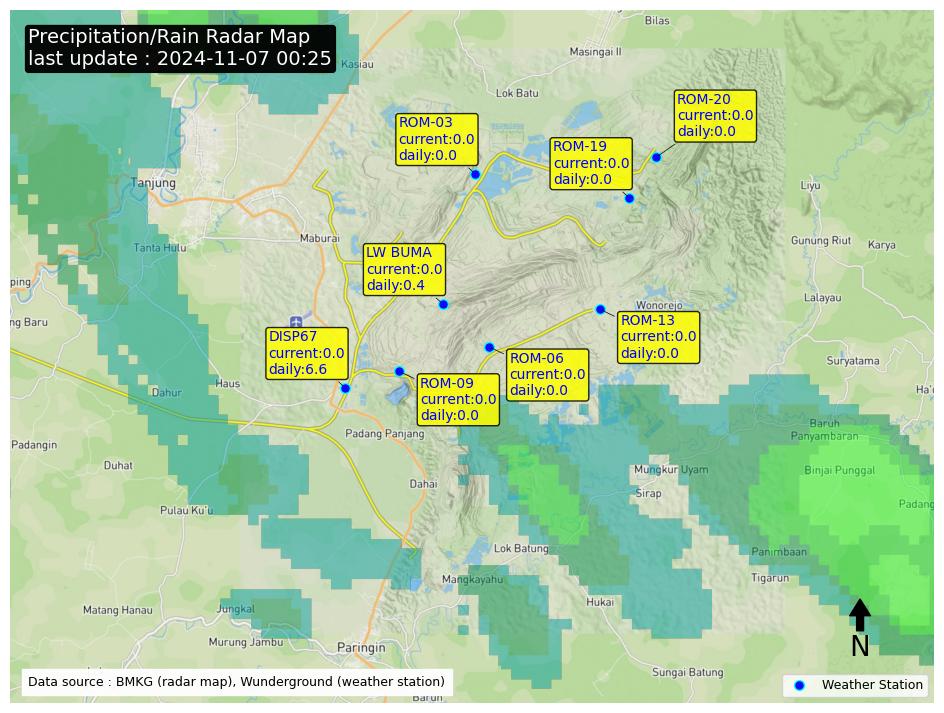 Precipitation/Rain Radar Map
last update : 2024-11-07 00:25
Bilas
Masingai II
Kasiau
Lok Batu
ROM-20
current:0.0
daily:0.0
ROM-03
current:0.0
daily:0.0
ROM-19
current:0.0
daily:0.0
Tanjung
Liyu
Maburai
Tanta Hulu
Gunung Riut
Karya
LW BUMA
current:0.0
daily:0.4
ping
Lalayau
Wonorejo
ng Baru
ROM-13
current:0.0
daily:0.0
DISP67
current:0.0
daily:6.6
ROM-06
current:0.0
daily:0.0
Suryatama
Haus
Dahur
ROM-09
current:0.0
daily:0.0
Ha'o
Baruh
Panyambaran
Padang Panjang
Padangin
Duhat
Mungkur Uyam
Binjai Punggal
Dahai
Sirap
Padang
Pulau Ku'u
Lok Batung
Panimbaan
Mangkayahu
Tigarun
Matang Hanau
Jungkal
Hukai
Murung Jambu
Paringin
N
Sungai Batung
Data source : BMKG (radar map), Wunderground (weather station)
Weather Station
Barun